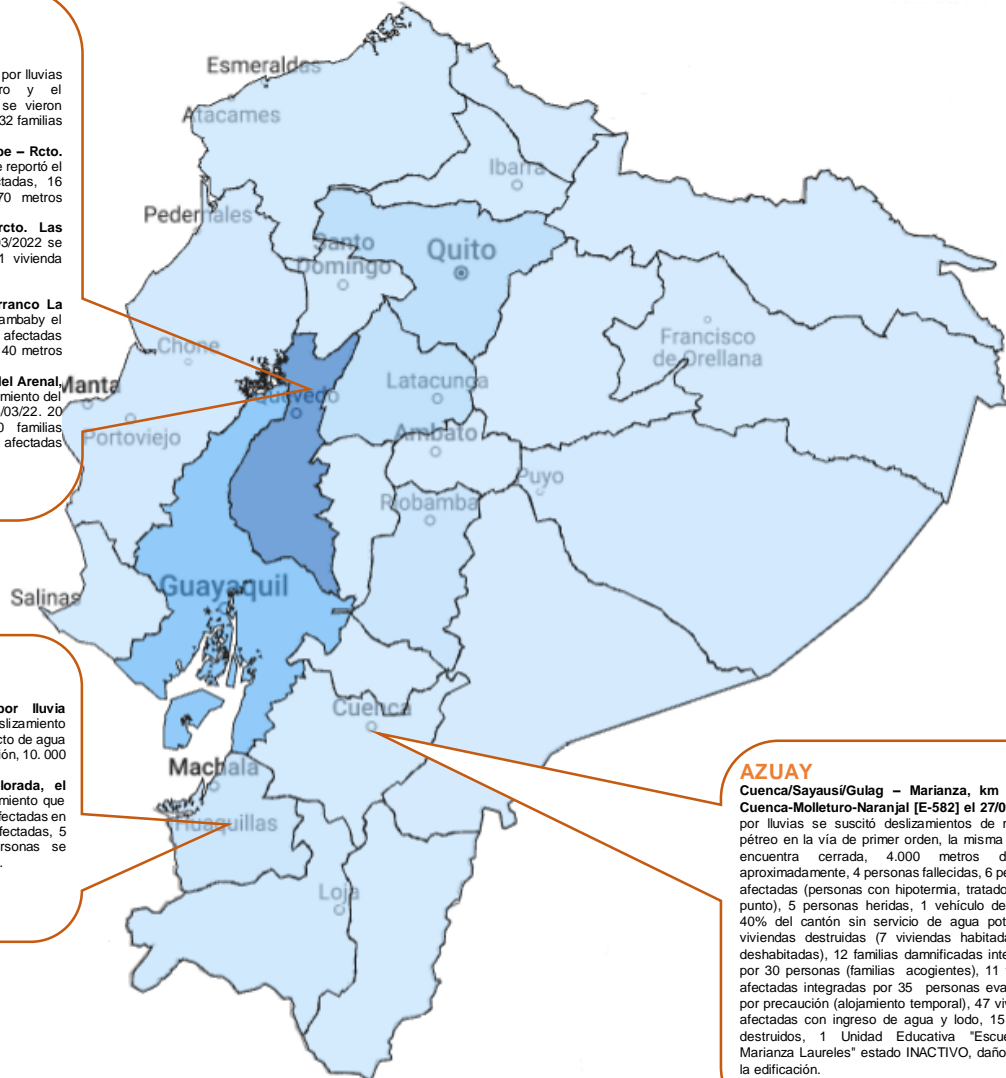 por lluvias
ro y el
se vieron
32 familias
pe – Rcto.
e reportó el
ctadas, 16
70 metros
rcto. Las
03/2022 se
1 vivienda
rranco La
ambaby el
afectadas
40 metros
del Arenal,
miento del
/03/22. 20
0 familias
afectadas
Esmeraldas
Atacames
Ibarra
Pedernales
Santo
Domingo
Quito
Francisco
de Orellana
Chone
Manta
Quevedo
Latacunga
Portoviejo
Ambato
Puyo
Riobamba
Guayaquil
Salinas
Cuenca
Machala
Huaquillas
Loja
por lluvia
eslizamiento
cto de agua
ción, 10. 000
lorada, el
miento que
afectadas en
afectadas, 5
ersonas se
AZUAY
Cuenca/Sayausí/Gulag – Marianza, km
Cuenca-Molleturo-Naranjal [E-582] el 27/0
por lluvias se suscitó deslizamientos de
pétreo en la vía de primer orden, la misma
encuentra cerrada, 4.000 metros d
aproximadamente, 4 personas fallecidas, 6 pe
afectadas (personas con hipotermia, tratado
punto), 5 personas heridas, 1 vehículo de
40% del cantón sin servicio de agua pot
viviendas destruidas (7 viviendas habitada
deshabitadas), 12 familias damnificadas inte
por 30 personas (familias acogientes), 11
afectadas integradas por 35 personas eva
por precaución (alojamiento temporal), 47 viv
afectadas con ingreso de agua y lodo, 15
destruidos, 1 Unidad Educativa "Escue
Marianza Laureles" estado INACTIVO, daño
la edificación.